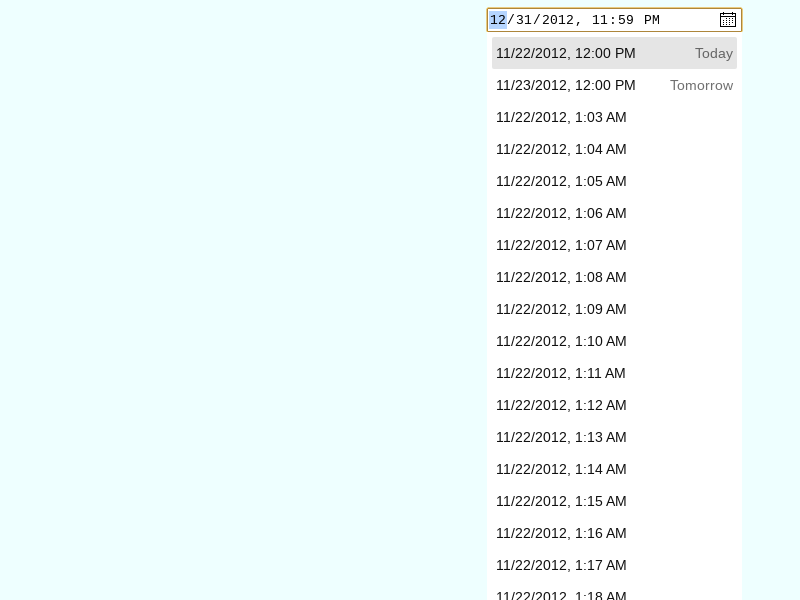 12/31/2012, 11:59 PM
11/22/2012, 12:00 PM Today
11/23/2012, 12:00 PM Tomorrow
11/22/2012, 1:03 AM
11/22/2012, 1:04 AM
11/22/2012, 1:05 AM
11/22/2012, 1:06 AM
11/22/2012, 1:07 AM
11/22/2012, 1:08 AM
11/22/2012, 1:09 AM
11/22/2012, 1:10 AM
11/22/2012, 1:11 AM
11/22/2012, 1:12 AM
11/22/2012, 1:13 AM
11/22/2012, 1:14 AM
11/22/2012, 1:15 AM
11/22/2012, 1:16 AM
11/22/2012, 1:17 AM
11/22/2012, 1:18 AM